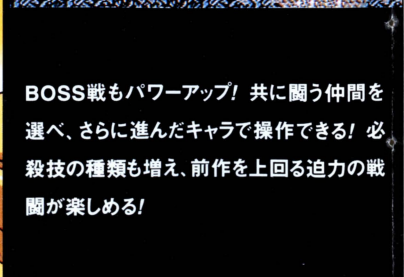 BOSS戦もパワーアップ! 共に闘う仲間を
選べ、さらに進んだキャラで操作できる! 必
殺技の種類も増え、前作を上回る迫力の戦
闘が楽しめる!